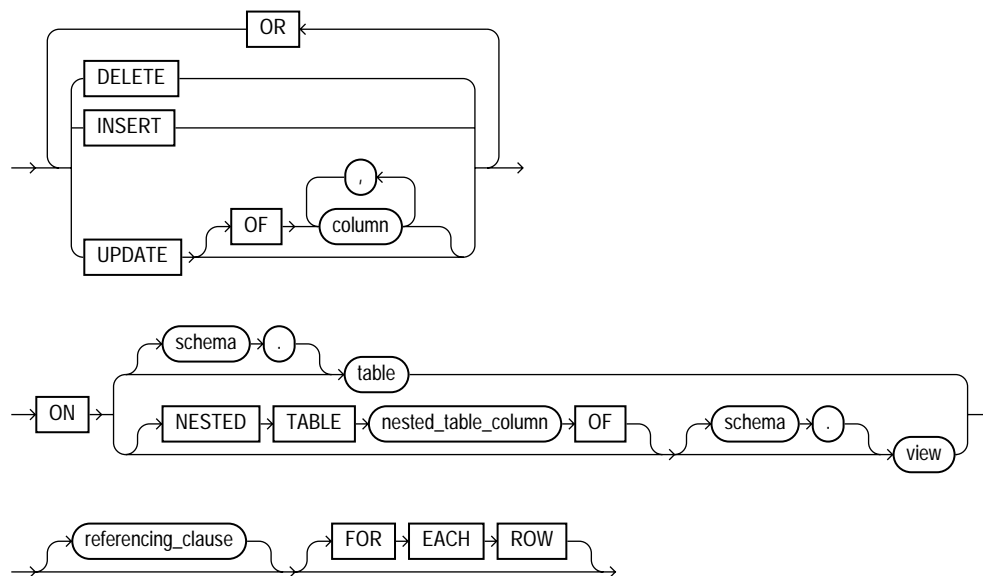 OR
DELETE
INSERT
,
OF column
UPDATE
schema .
table
ON
NESTED TABLE nested_table_column OF schema .
view
referencing_clause FOR EACH ROW